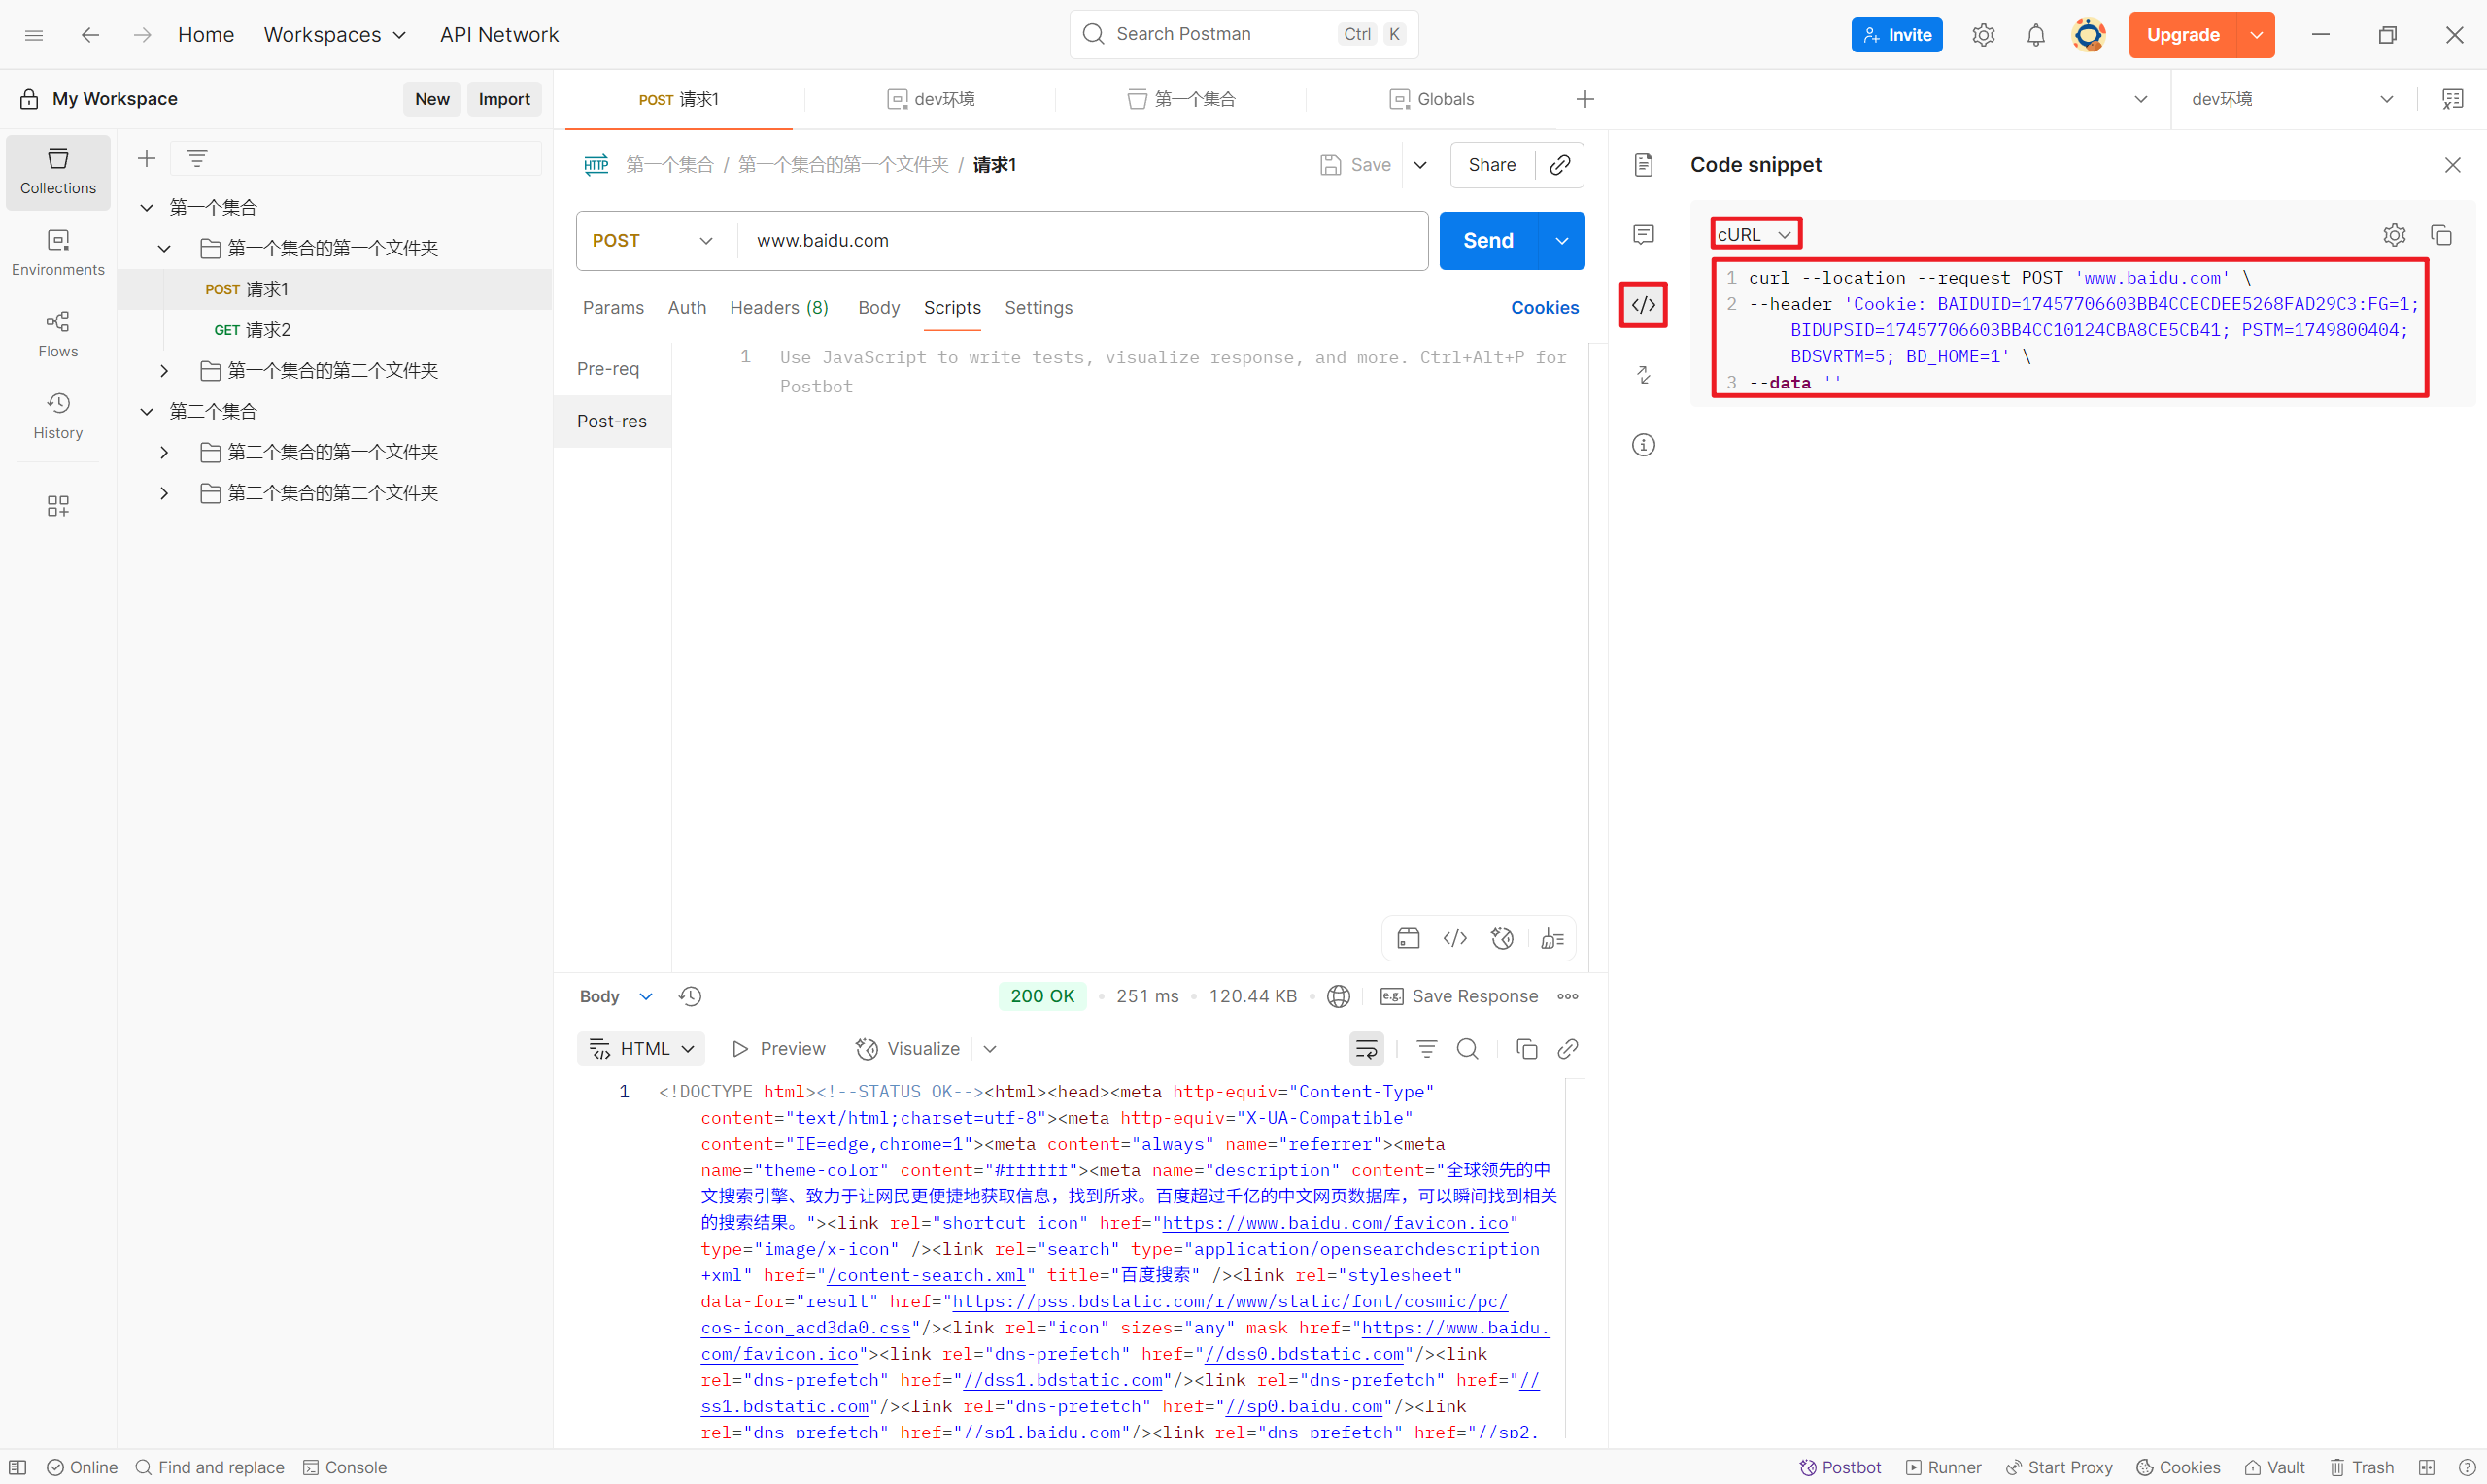 Home Workspaces API Network Search Postman Ctrl K Invite Upgrade
My Workspace New Import POST 请求1 dev环境 第一个集合 Globals dev环境
Collections
Environments
Flows
History
第一个集合
第一个集合的第一个文件夹
POST 请求1
GET 请求2
第一个集合的第二个文件夹
第二个集合
第二个集合的第一个文件夹
第二个集合的第二个文件夹
HTTP 第一个集合 / 第一个集合的第一个文件夹 / 请求1 Save Share
POST www.baidu.com Send
Params Auth Headers (8) Body Scripts Settings Cookies
Pre-req
Post-res
1 Use JavaScript to write tests, visualize response, and more. Ctrl+Alt+P for
Postbot
Code snippet
cURL
1 curl --location --request POST 'www.baidu.com' \
2 --header 'Cookie: BAIDUID=17457706603BB4CCECDEE5268FAD29C3:FG=1;
BIDUPSID=17457706603BB4CC10124CBA8CE5CB41; PSTM=1749800404;
BDSVRTM=5; BD_HOME=1' \
3 --data ''
Body 200 OK 251 ms 120.44 KB e.g. Save Response
HTML Preview Visualize
1 <!DOCTYPE html><!--STATUS OK--><html><head><meta http-equiv="Content-Type"
content="text/html;charset=utf-8"><meta http-equiv="X-UA-Compatible"
content="IE=edge,chrome=1"><meta content="always" name="referrer"><meta
name="theme-color" content="#ffffff"><meta name="description" content="全球领先的中
文搜索引擎、致力于让网民更便捷地获取信息，找到所求。百度超过千亿的中文网页数据库，可以瞬间找到相关
的搜索结果。"><link rel="shortcut icon" href="https://www.baidu.com/favicon.ico"
type="image/x-icon" /><link rel="search" type="application/opensearchdescription
+xml" href="/content-search.xml" title="百度搜索" /><link rel="stylesheet"
data-for="result" href="https://pss.bdstatic.com/r/www/static/font/cosmic/pc/
cos-icon_acd3da0.css"/><link rel="icon" sizes="any" mask href="https://www.baidu.
com/favicon.ico"><link rel="dns-prefetch" href="//dss0.bdstatic.com"/><link
rel="dns-prefetch" href="//dss1.bdstatic.com"/><link rel="dns-prefetch" href="//
ss1.bdstatic.com"/><link rel="dns-prefetch" href="//sp0.baidu.com"/><link
rel="dns-prefetch" href="//sp1.baidu.com"/><link rel="dns-prefetch" href="//sp2.
Online Find and replace Console Postbot Runner Start Proxy Cookies Vault Trash